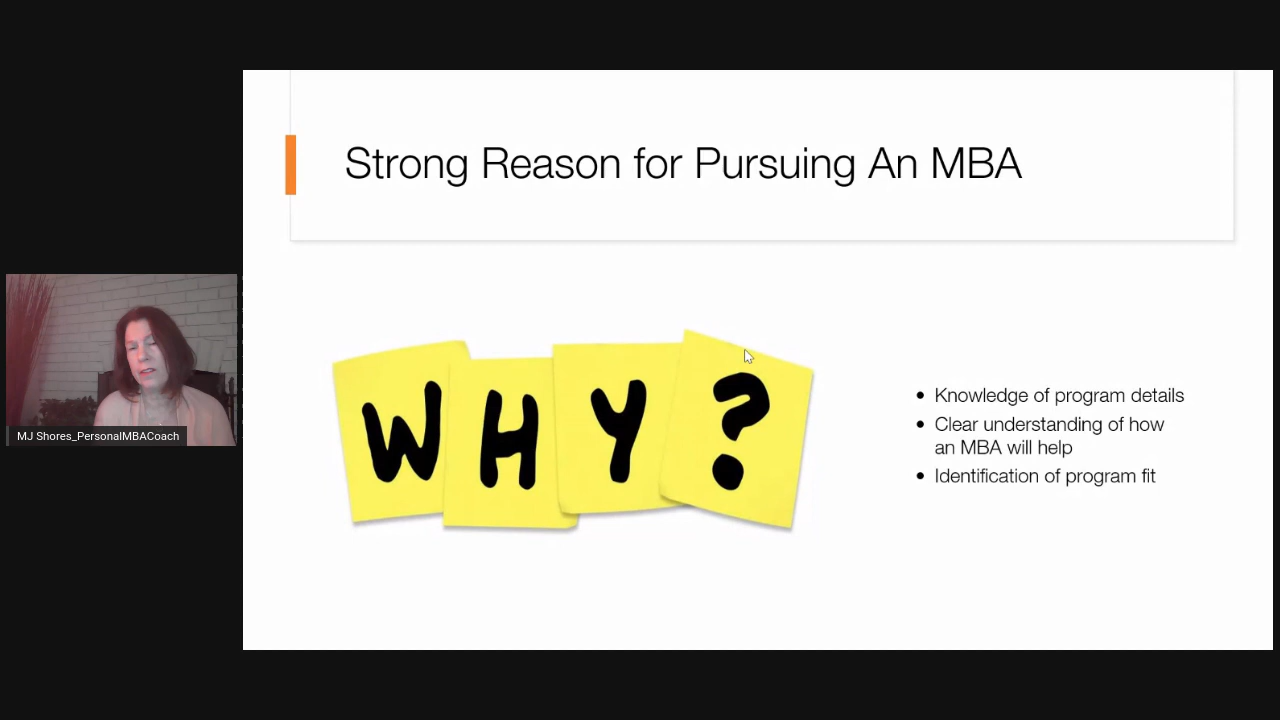 Strong Reason for Pursuing An MBA
WHY?
• Knowledge of program details
• Clear understanding of how
an MBA will help
• Identification of program fit
MJ Shores_PersonalMBACoach